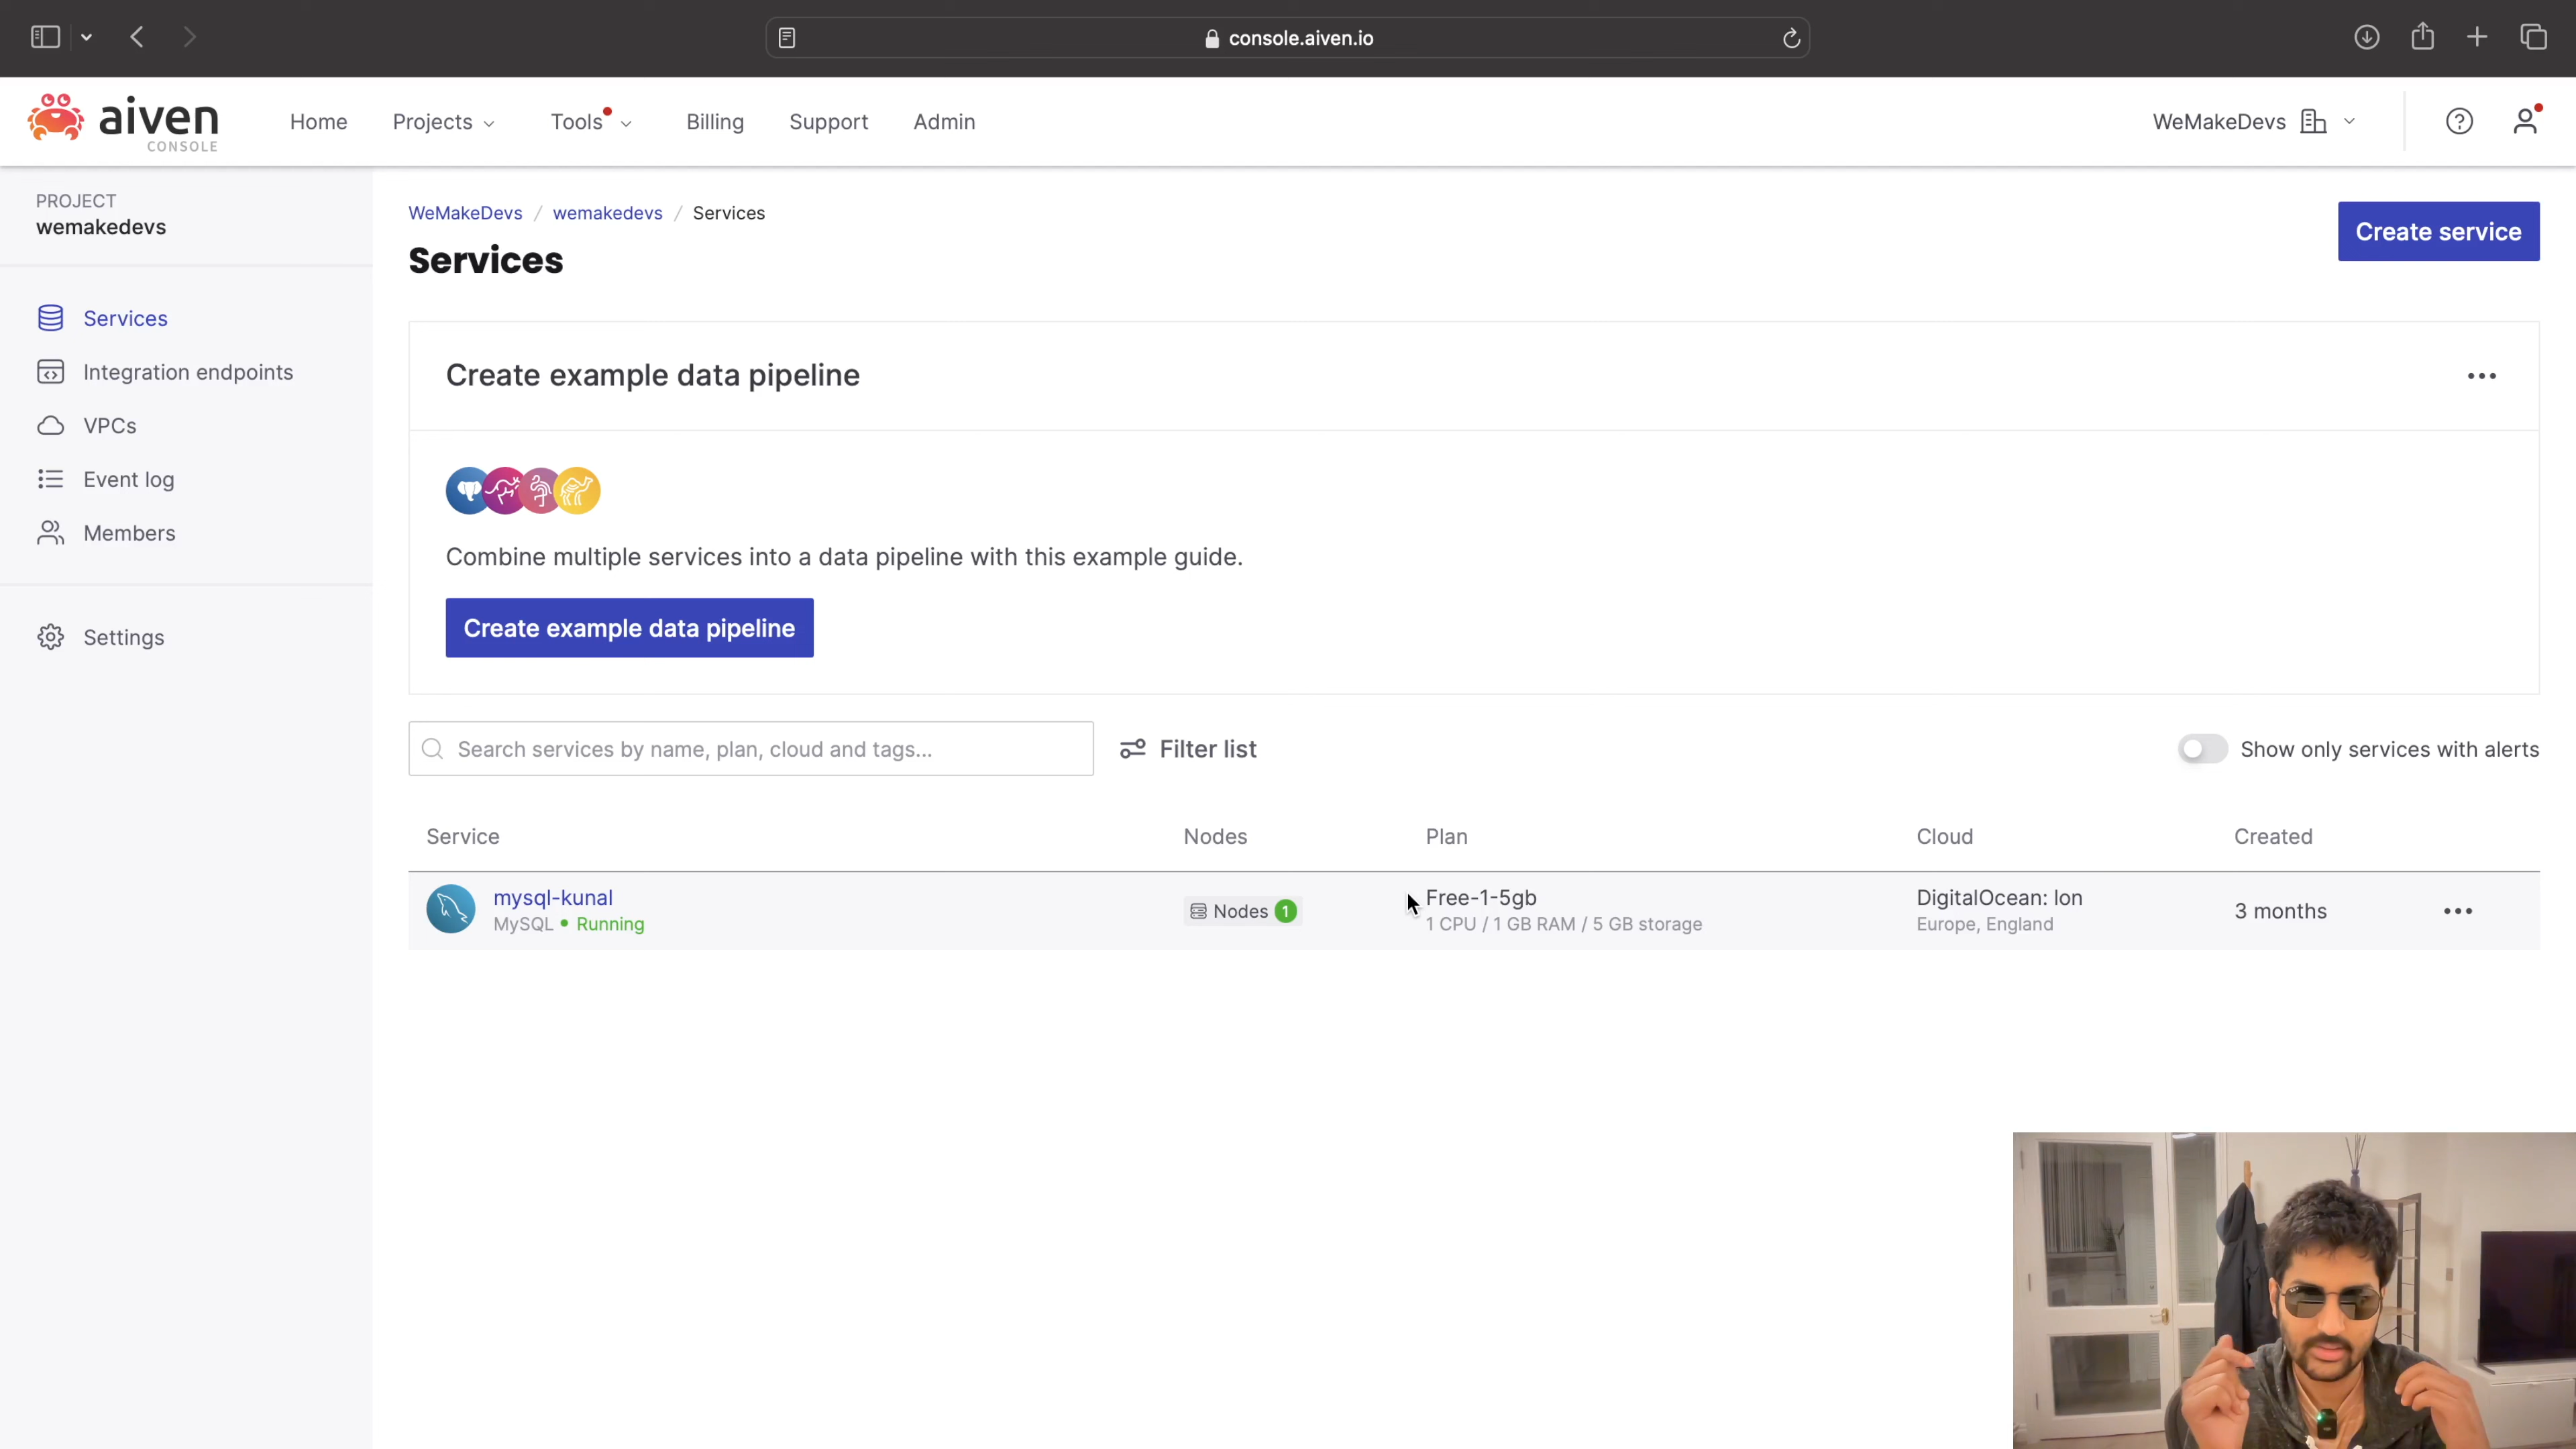 console.aiven.io
aiven
CONSOLE
Home
Projects
Tools
Billing
Support
Admin
WeMakeDevs
PROJECT
wemakedevs
Services
Integration endpoints
VPCs
Event log
Members
Settings
WeMakeDevs / wemakedevs / Services
Services
Create service
Create example data pipeline
Combine multiple services into a data pipeline with this example guide.
Create example data pipeline
Search services by name, plan, cloud and tags...
Filter list
Show only services with alerts
Service Nodes Plan Cloud Created
mysql-kunal
MySQL • Running
Nodes 1
Free-1-5gb
1 CPU / 1 GB RAM / 5 GB storage
DigitalOcean: lon
Europe, England
3 months